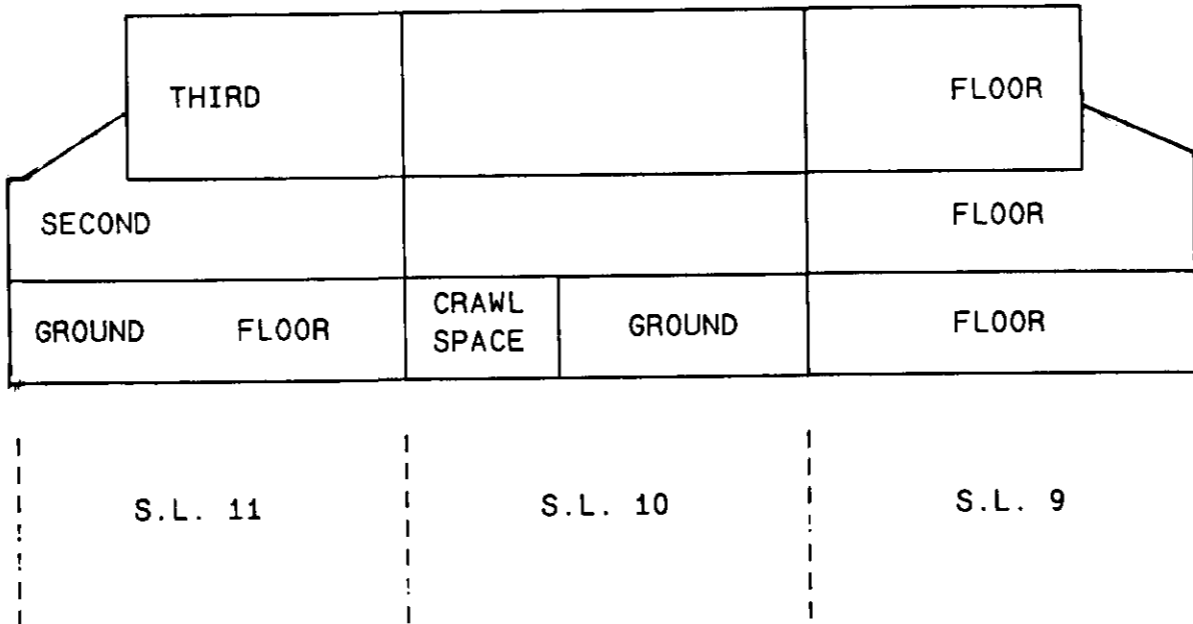 THIRD FLOOR
SECOND FLOOR
GROUND FLOOR CRAWL SPACE GROUND FLOOR
S.L. 11 S.L. 10 S.L. 9